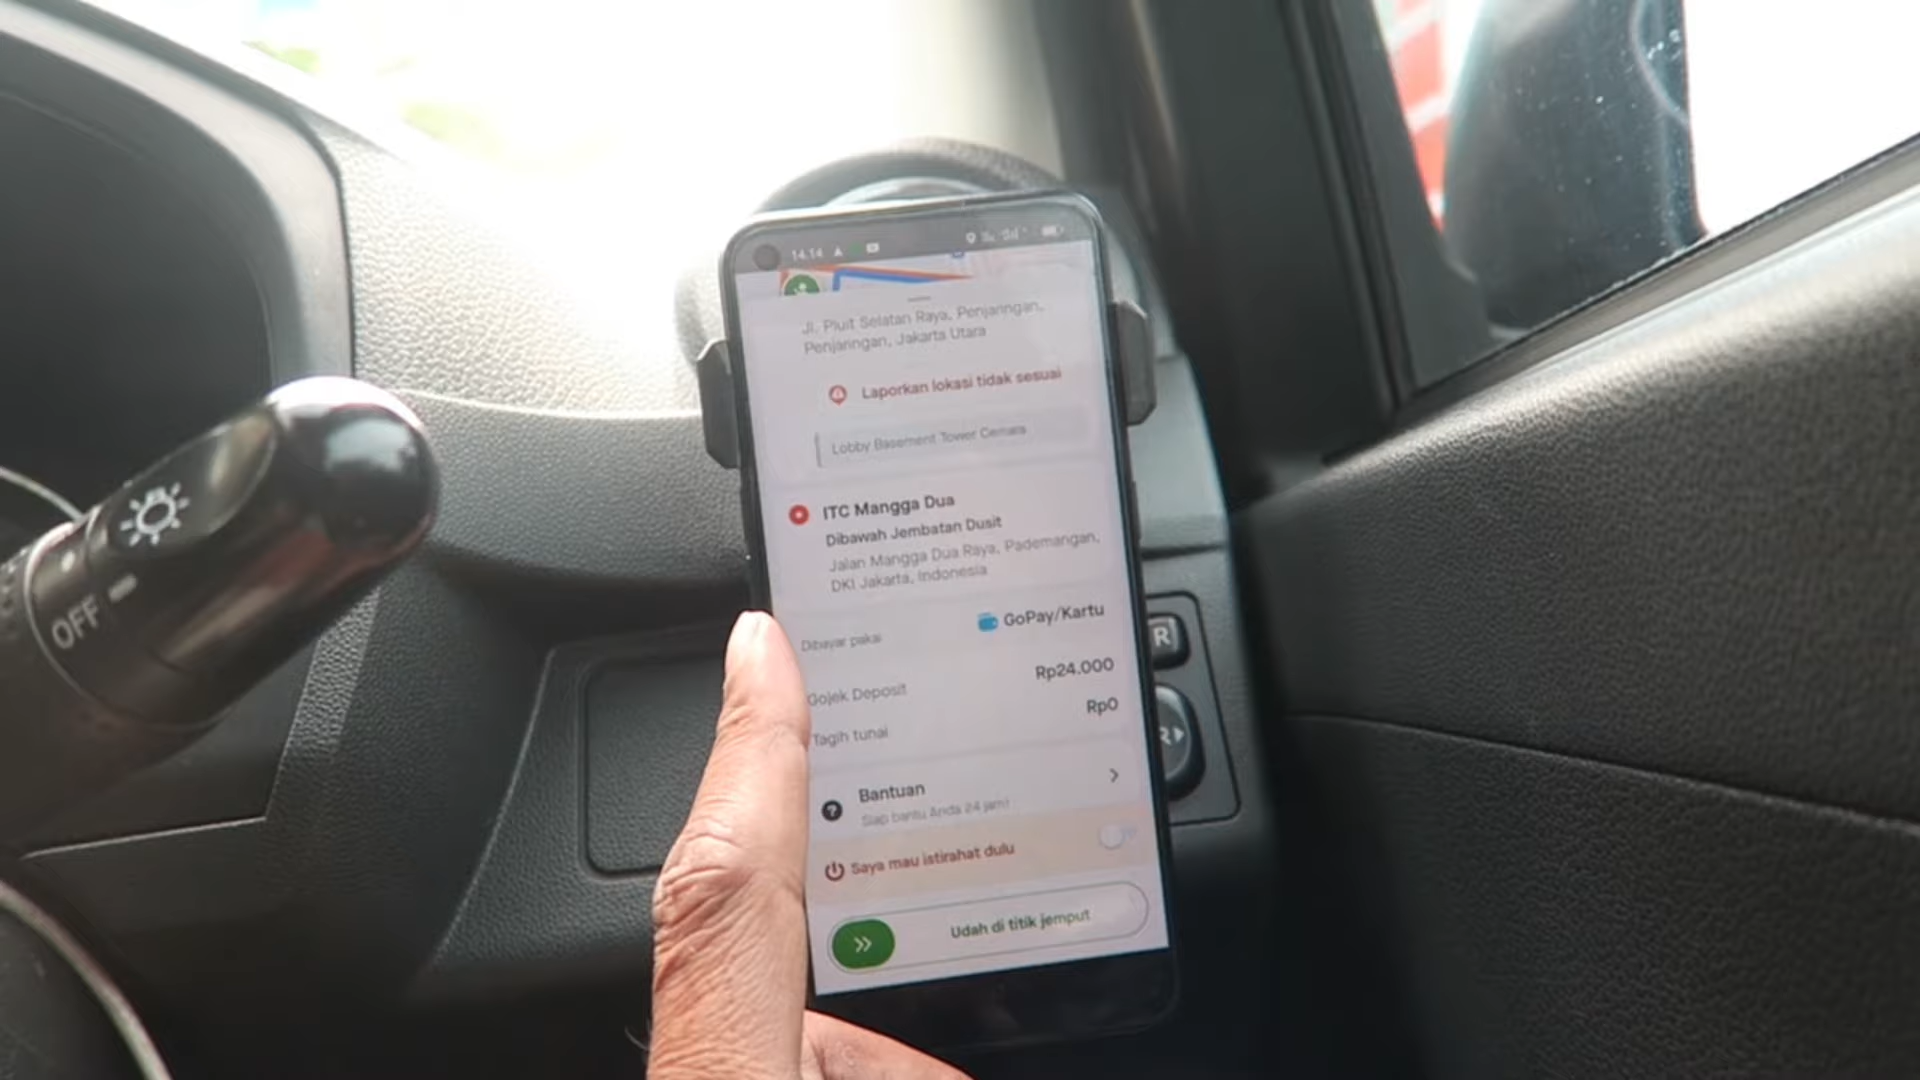 14.14
Jl. Pluit Selatan Raya, Penjaringan,
Penjaringan, Jakarta Utara
Laporkan lokasi tidak sesuai
Lobby Basement Tower Cemara
ITC Mangga Dua
Dibawah Jembatan Dusit
Jalan Mangga Dua Raya, Pademangan,
DKI Jakarta, Indonesia
Dibayar pakai GoPay/Kartu
Gojek Deposit Rp24.000
Tagih tunai Rp0
Bantuan
Siap bantu Anda 24 jam!
Saya mau istirahat dulu
Udah di titik jemput
OFF
R
R